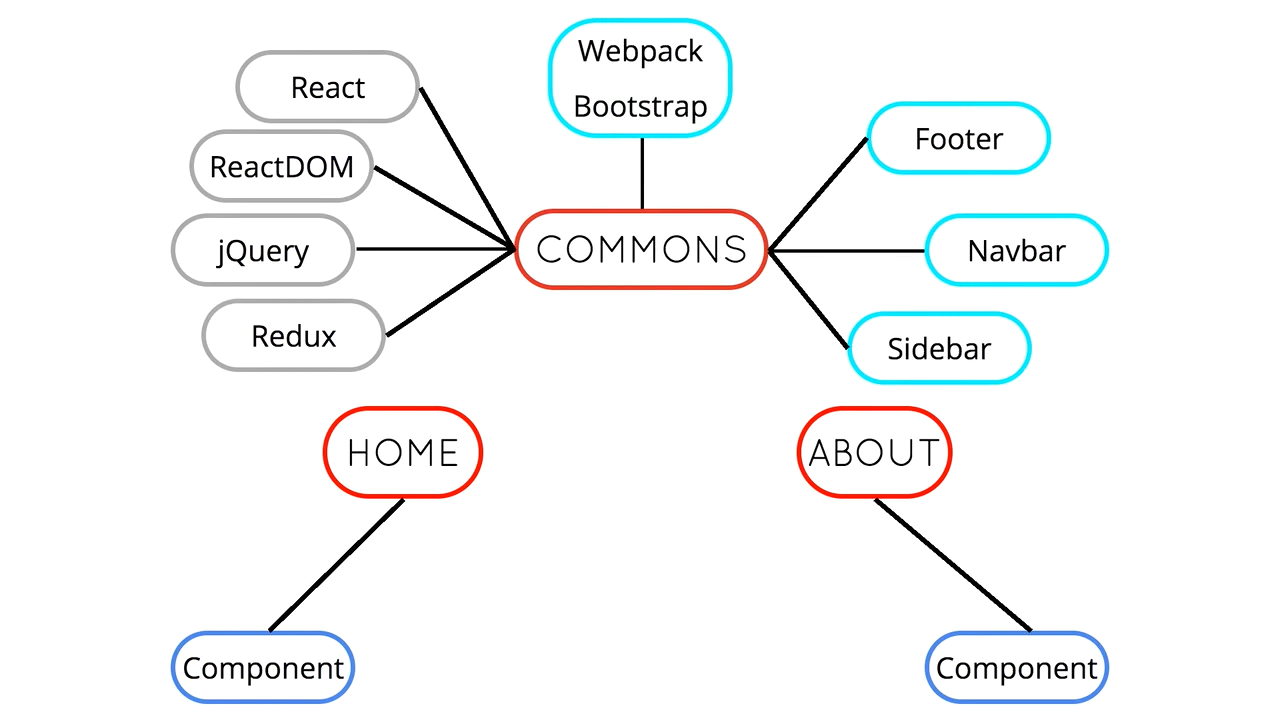 Webpack
Bootstrap
React
ReactDOM
jQuery
Redux
COMMONS
Footer
Navbar
Sidebar
HOME
ABOUT
Component
Component